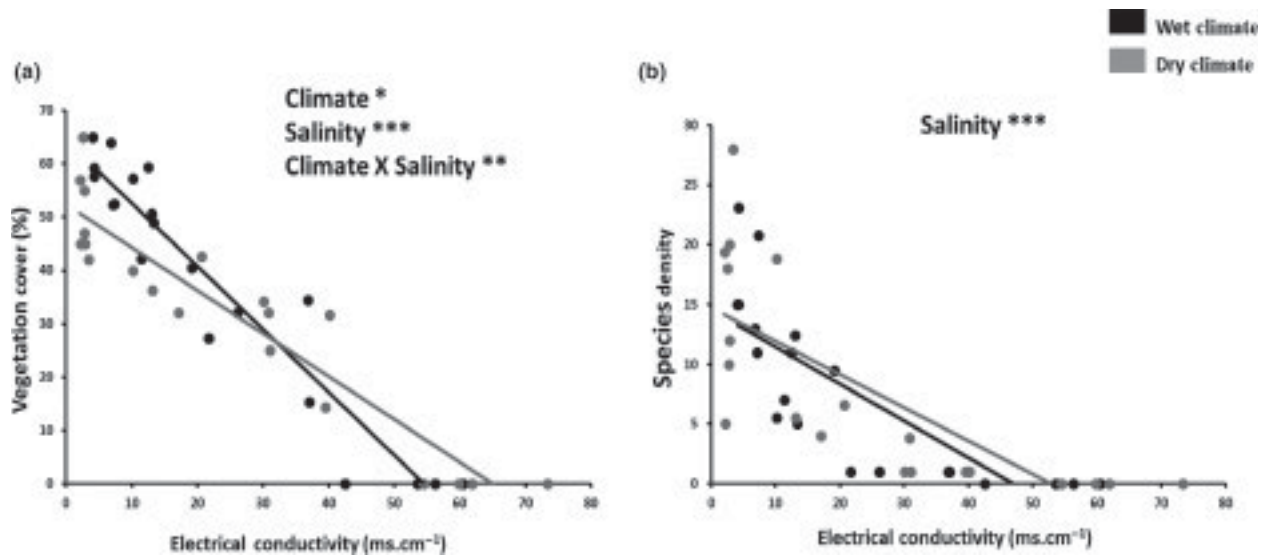 Wet climate
Dry climate
(a)
Climate *
Salinity ***
Climate X Salinity **
Vegetation cover (%)
70
60
50
40
30
20
10
0
0 10 20 30 40 50 60 70 80
Electrical conductivity (ms.cm⁻¹)
(b)
Salinity ***
Species density
30
25
20
15
10
5
0
0 10 20 30 40 50 60 70 80
Electrical conductivity (ms.cm⁻¹)